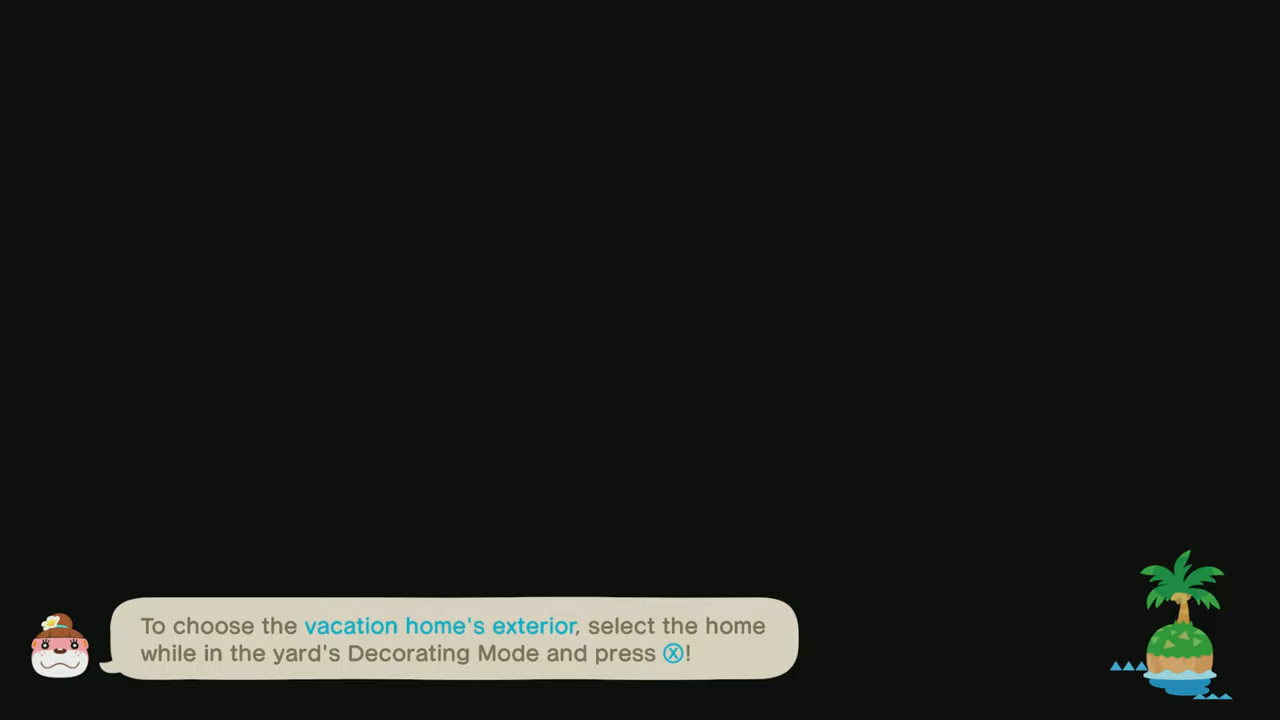 To choose the vacation home's exterior, select the home
while in the yard's Decorating Mode and press Ⓧ!